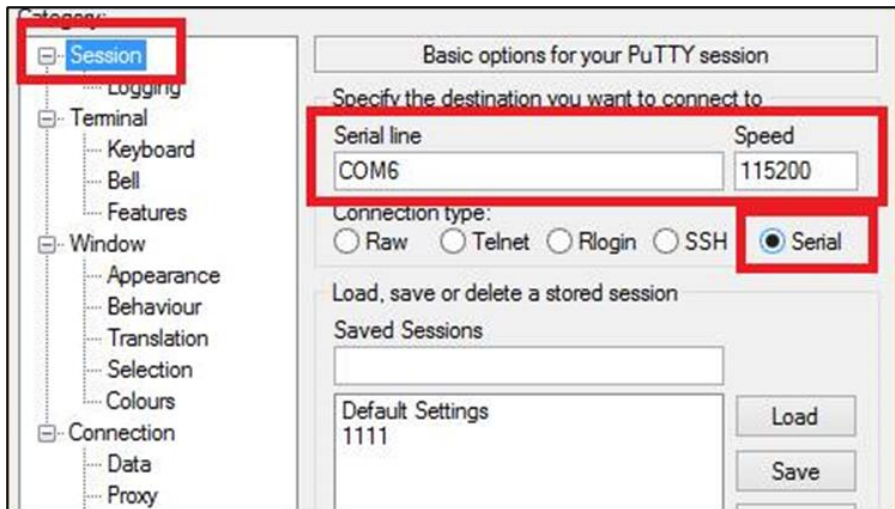 Category:
Session
Logging
Terminal
Keyboard
Bell
Features
Window
Appearance
Behaviour
Translation
Selection
Colours
Connection
Data
Proxy
Basic options for your PuTTY session
Specify the destination you want to connect to
Serial line Speed
COM6 115200
Connection type:
Raw Telnet Rlogin SSH Serial
Load, save or delete a stored session
Saved Sessions
Default Settings
1111
Load
Save